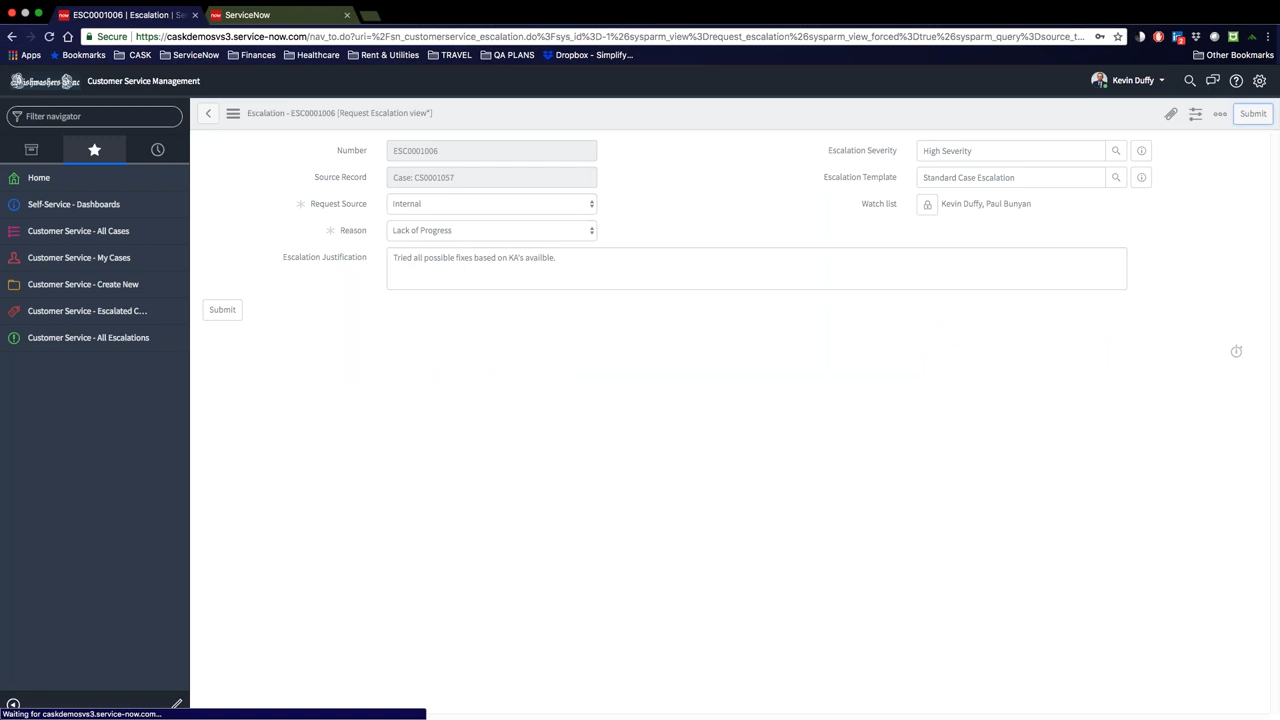 ESC0001006 | Escalation | Se
ServiceNow
Secure
https://caskdemosvs3.service-now.com/nav_to.do?uri=%2Fsn_customerservice_escalation.do%3Fsys_id%3D-1%26sysparm_view%3Drequest_escalation%26sysparm_view_forced%3Dtrue%26sysparm_query%3Dsource_t...
Apps
Bookmarks
CASK
ServiceNow
Finances
Healthcare
Rent & Utilities
TRAVEL
QA PLANS
Dropbox - Simplify...
Other Bookmarks
Customer Service Management
Kevin Duffy
Filter navigator
Escalation - ESC0001006 [Request Escalation view*]
Submit
Home
Self-Service - Dashboards
Customer Service - All Cases
Customer Service - My Cases
Customer Service - Create New
Customer Service - Escalated C...
Customer Service - All Escalations
Number
ESC0001006
Source Record
Case: CS0001057
Request Source
Internal
Reason
Lack of Progress
Escalation Severity
High Severity
Escalation Template
Standard Case Escalation
Watch list
Kevin Duffy, Paul Bunyan
Escalation Justification
Tried all possible fixes based on KA's availble.
Submit
Waiting for caskdemosvs3.service-now.com...